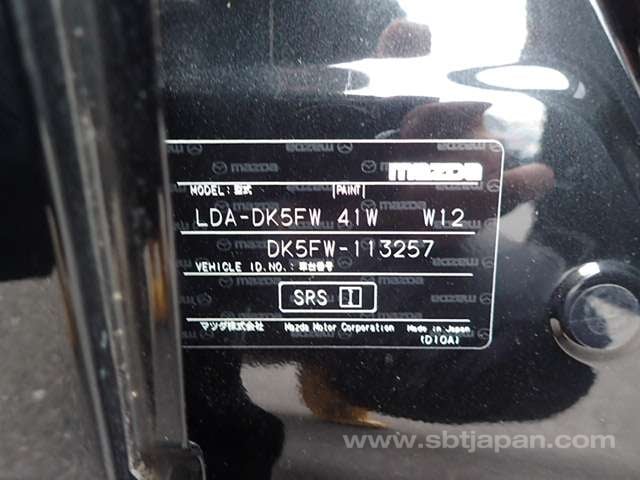 mazda
MODEL: 型式 PAINT
LDA-DK5FW 41W W12
DK5FW-113257
VEHICLE ID.NO.: 車台番号
SRS I
マツダ株式会社 Mazda Motor Corporation Made in Japan
(D10A)
www.sbtjapan.com